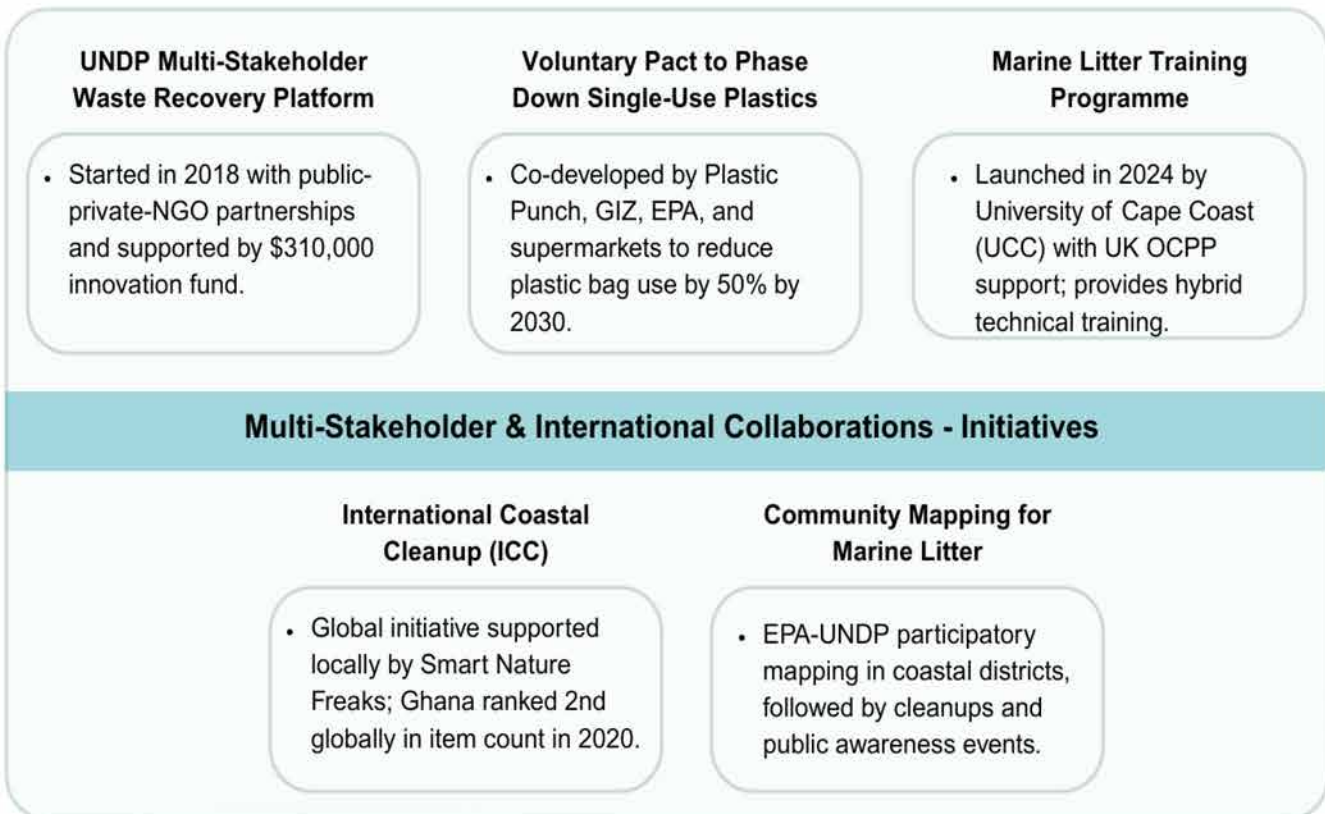 UNDP Multi-Stakeholder
Waste Recovery Platform
• Started in 2018 with public-
private-NGO partnerships
and supported by $310,000
innovation fund.
Voluntary Pact to Phase
Down Single-Use Plastics
• Co-developed by Plastic
Punch, GIZ, EPA, and
supermarkets to reduce
plastic bag use by 50% by
2030.
Marine Litter Training
Programme
• Launched in 2024 by
University of Cape Coast
(UCC) with UK OCPP
support; provides hybrid
technical training.
Multi-Stakeholder & International Collaborations - Initiatives
International Coastal
Cleanup (ICC)
• Global initiative supported
locally by Smart Nature
Freaks; Ghana ranked 2nd
globally in item count in 2020.
Community Mapping for
Marine Litter
• EPA-UNDP participatory
mapping in coastal districts,
followed by cleanups and
public awareness events.